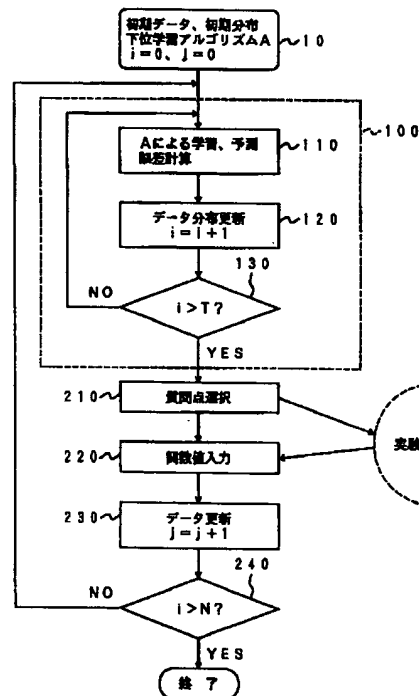 初期データ、初期分布
下位学習アルゴリズムA
i=0、j=0
10
100
Aによる学習、予測
誤差計算
110
データ分布更新
i=i+1
120
130
NO
i>T?
YES
210
質問点選択
220
関数値入力
実験
230
データ更新
j=j+1
240
NO
i>N?
YES
終了